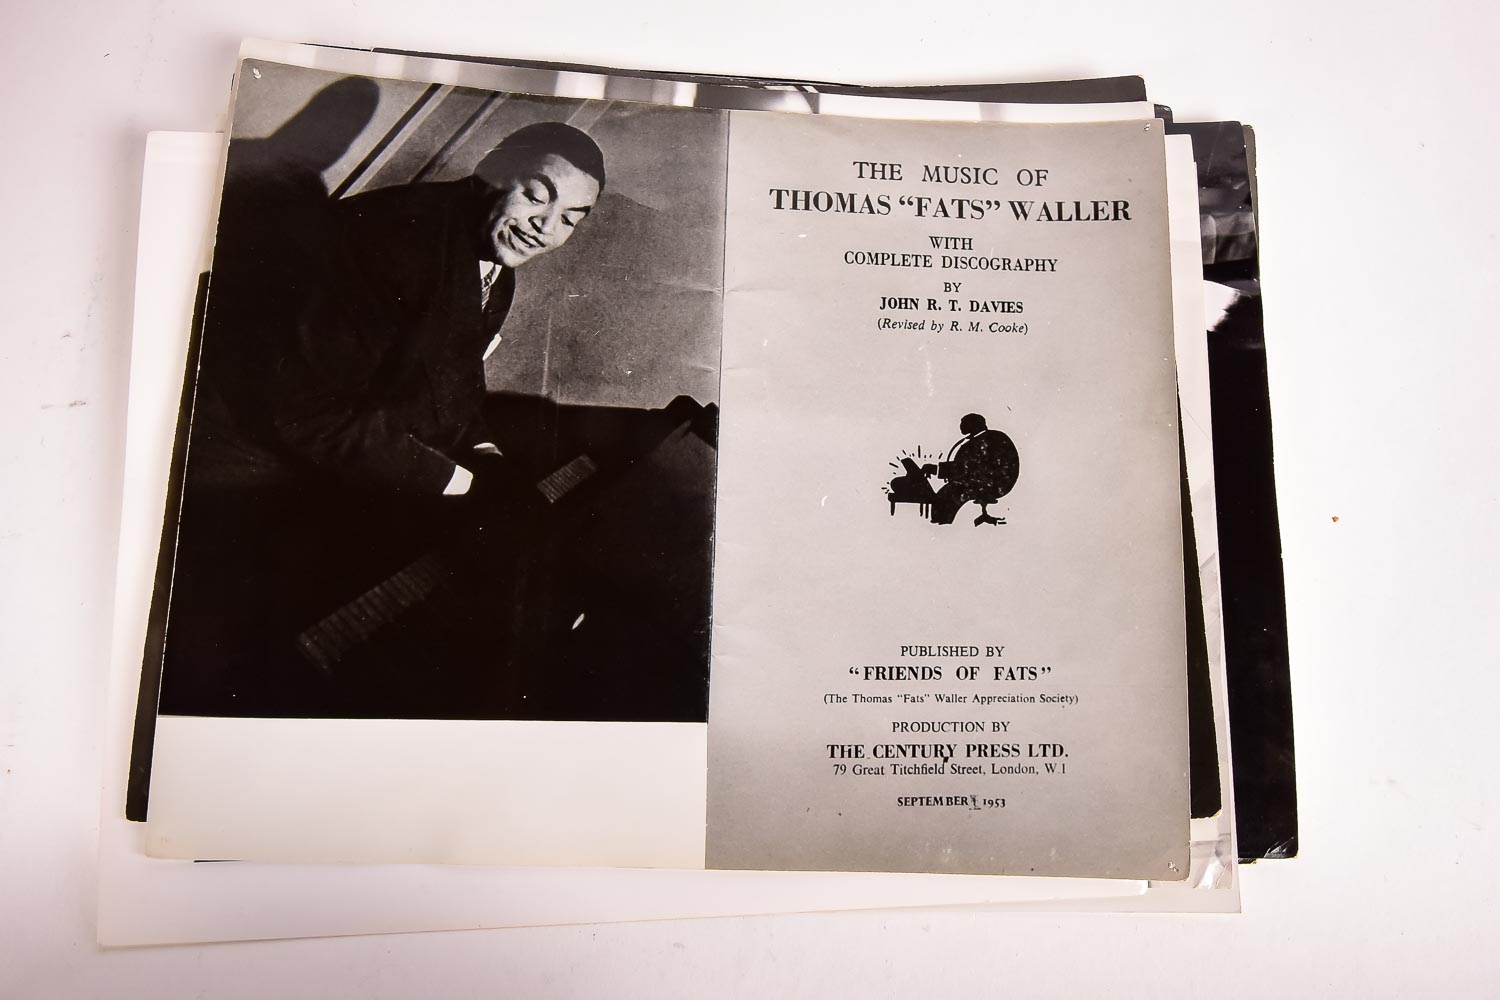 THE MUSIC OF
THOMAS “FATS” WALLER
WITH
COMPLETE DISCOGRAPHY
BY
JOHN R. T. DAVIES
(Revised by R. M. Cooke)
PUBLISHED BY
“FRIENDS OF FATS”
(The Thomas “Fats” Waller Appreciation Society)
PRODUCTION BY
THE CENTURY PRESS LTD.
79 Great Titchfield Street, London, W.1
SEPTEMBER 1953